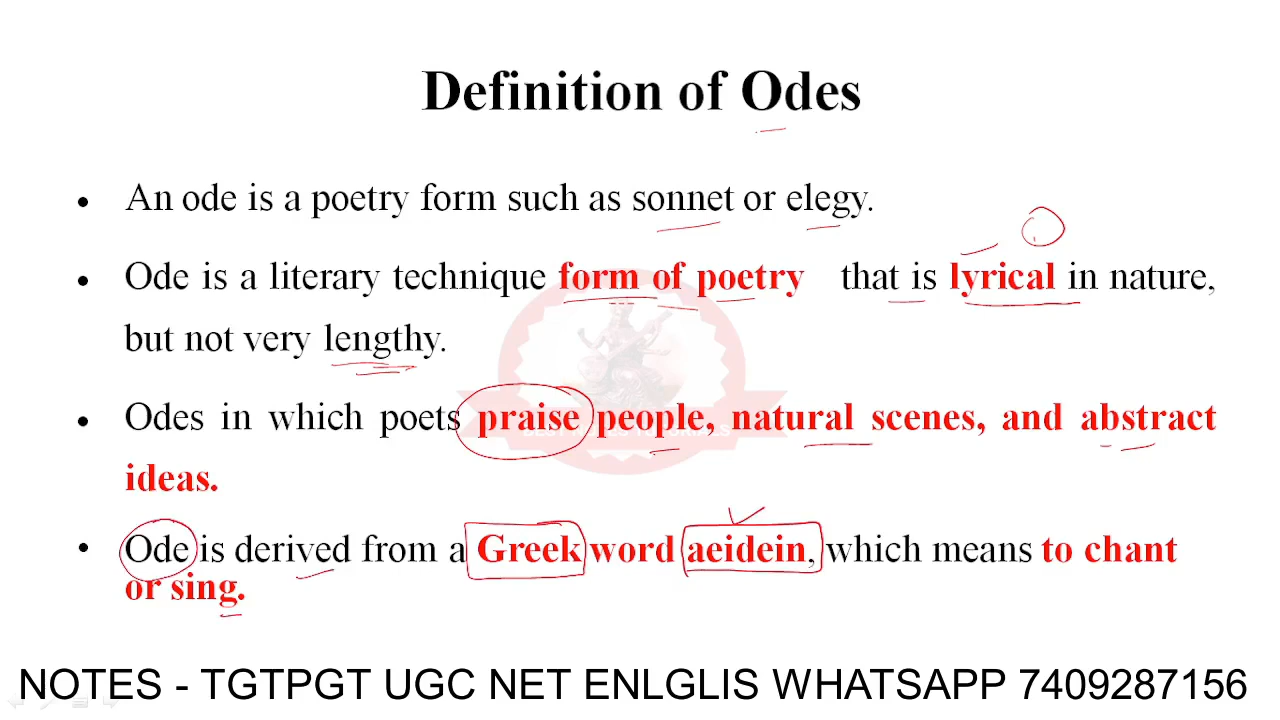 Definition of Odes
• An ode is a poetry form such as sonnet or elegy.
• Ode is a literary technique form of poetry that is lyrical in nature,
but not very lengthy.
• Odes in which poets praise people, natural scenes, and abstract
ideas.
• Ode is derived from a Greek word aeidein, which means to chant
or sing.
NOTES - TGTPGT UGC NET ENLGLIS WHATSAPP 7409287156